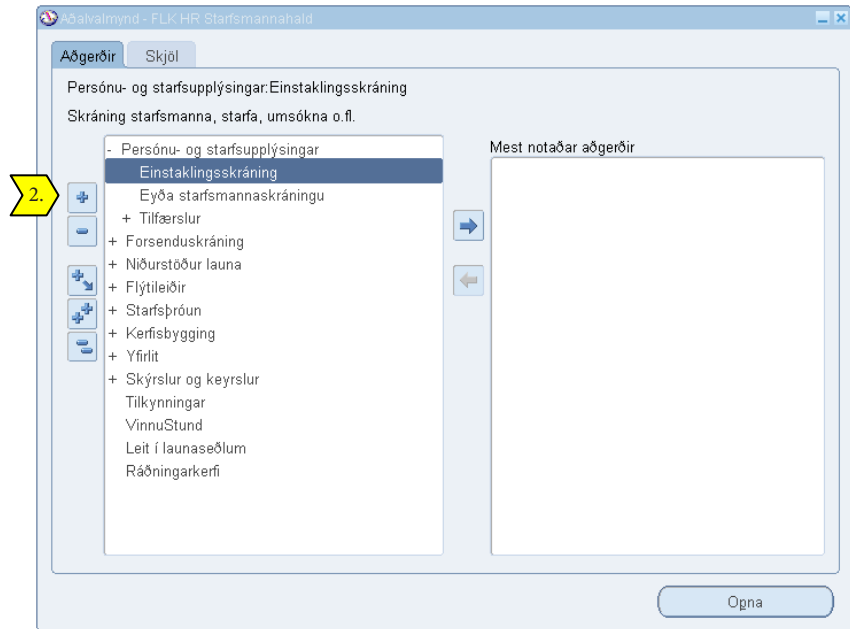 Aðalvalmynd - FLK HR Starfsmannahald
Aðgerðir
Skjöl
Persónu- og starfsupplýsingar:Einstaklingsskráning
Skráning starfsmanna, starfa, umsókna o.fl.
- Persónu- og starfsupplýsingar
Einstaklingsskráning
Eyða starfsmannaskráningu
+ Tilfærslur
+ Forsenduskráning
+ Niðurstöður launa
+ Flýtileiðir
+ Starfsþróun
+ Kerfisbygging
+ Yfirlit
+ Skýrslur og keyrslur
Tilkynningar
VinnuStund
Leit í launaseðlum
Ráðningarkerfi
2.
Mest notaðar aðgerðir
Opna